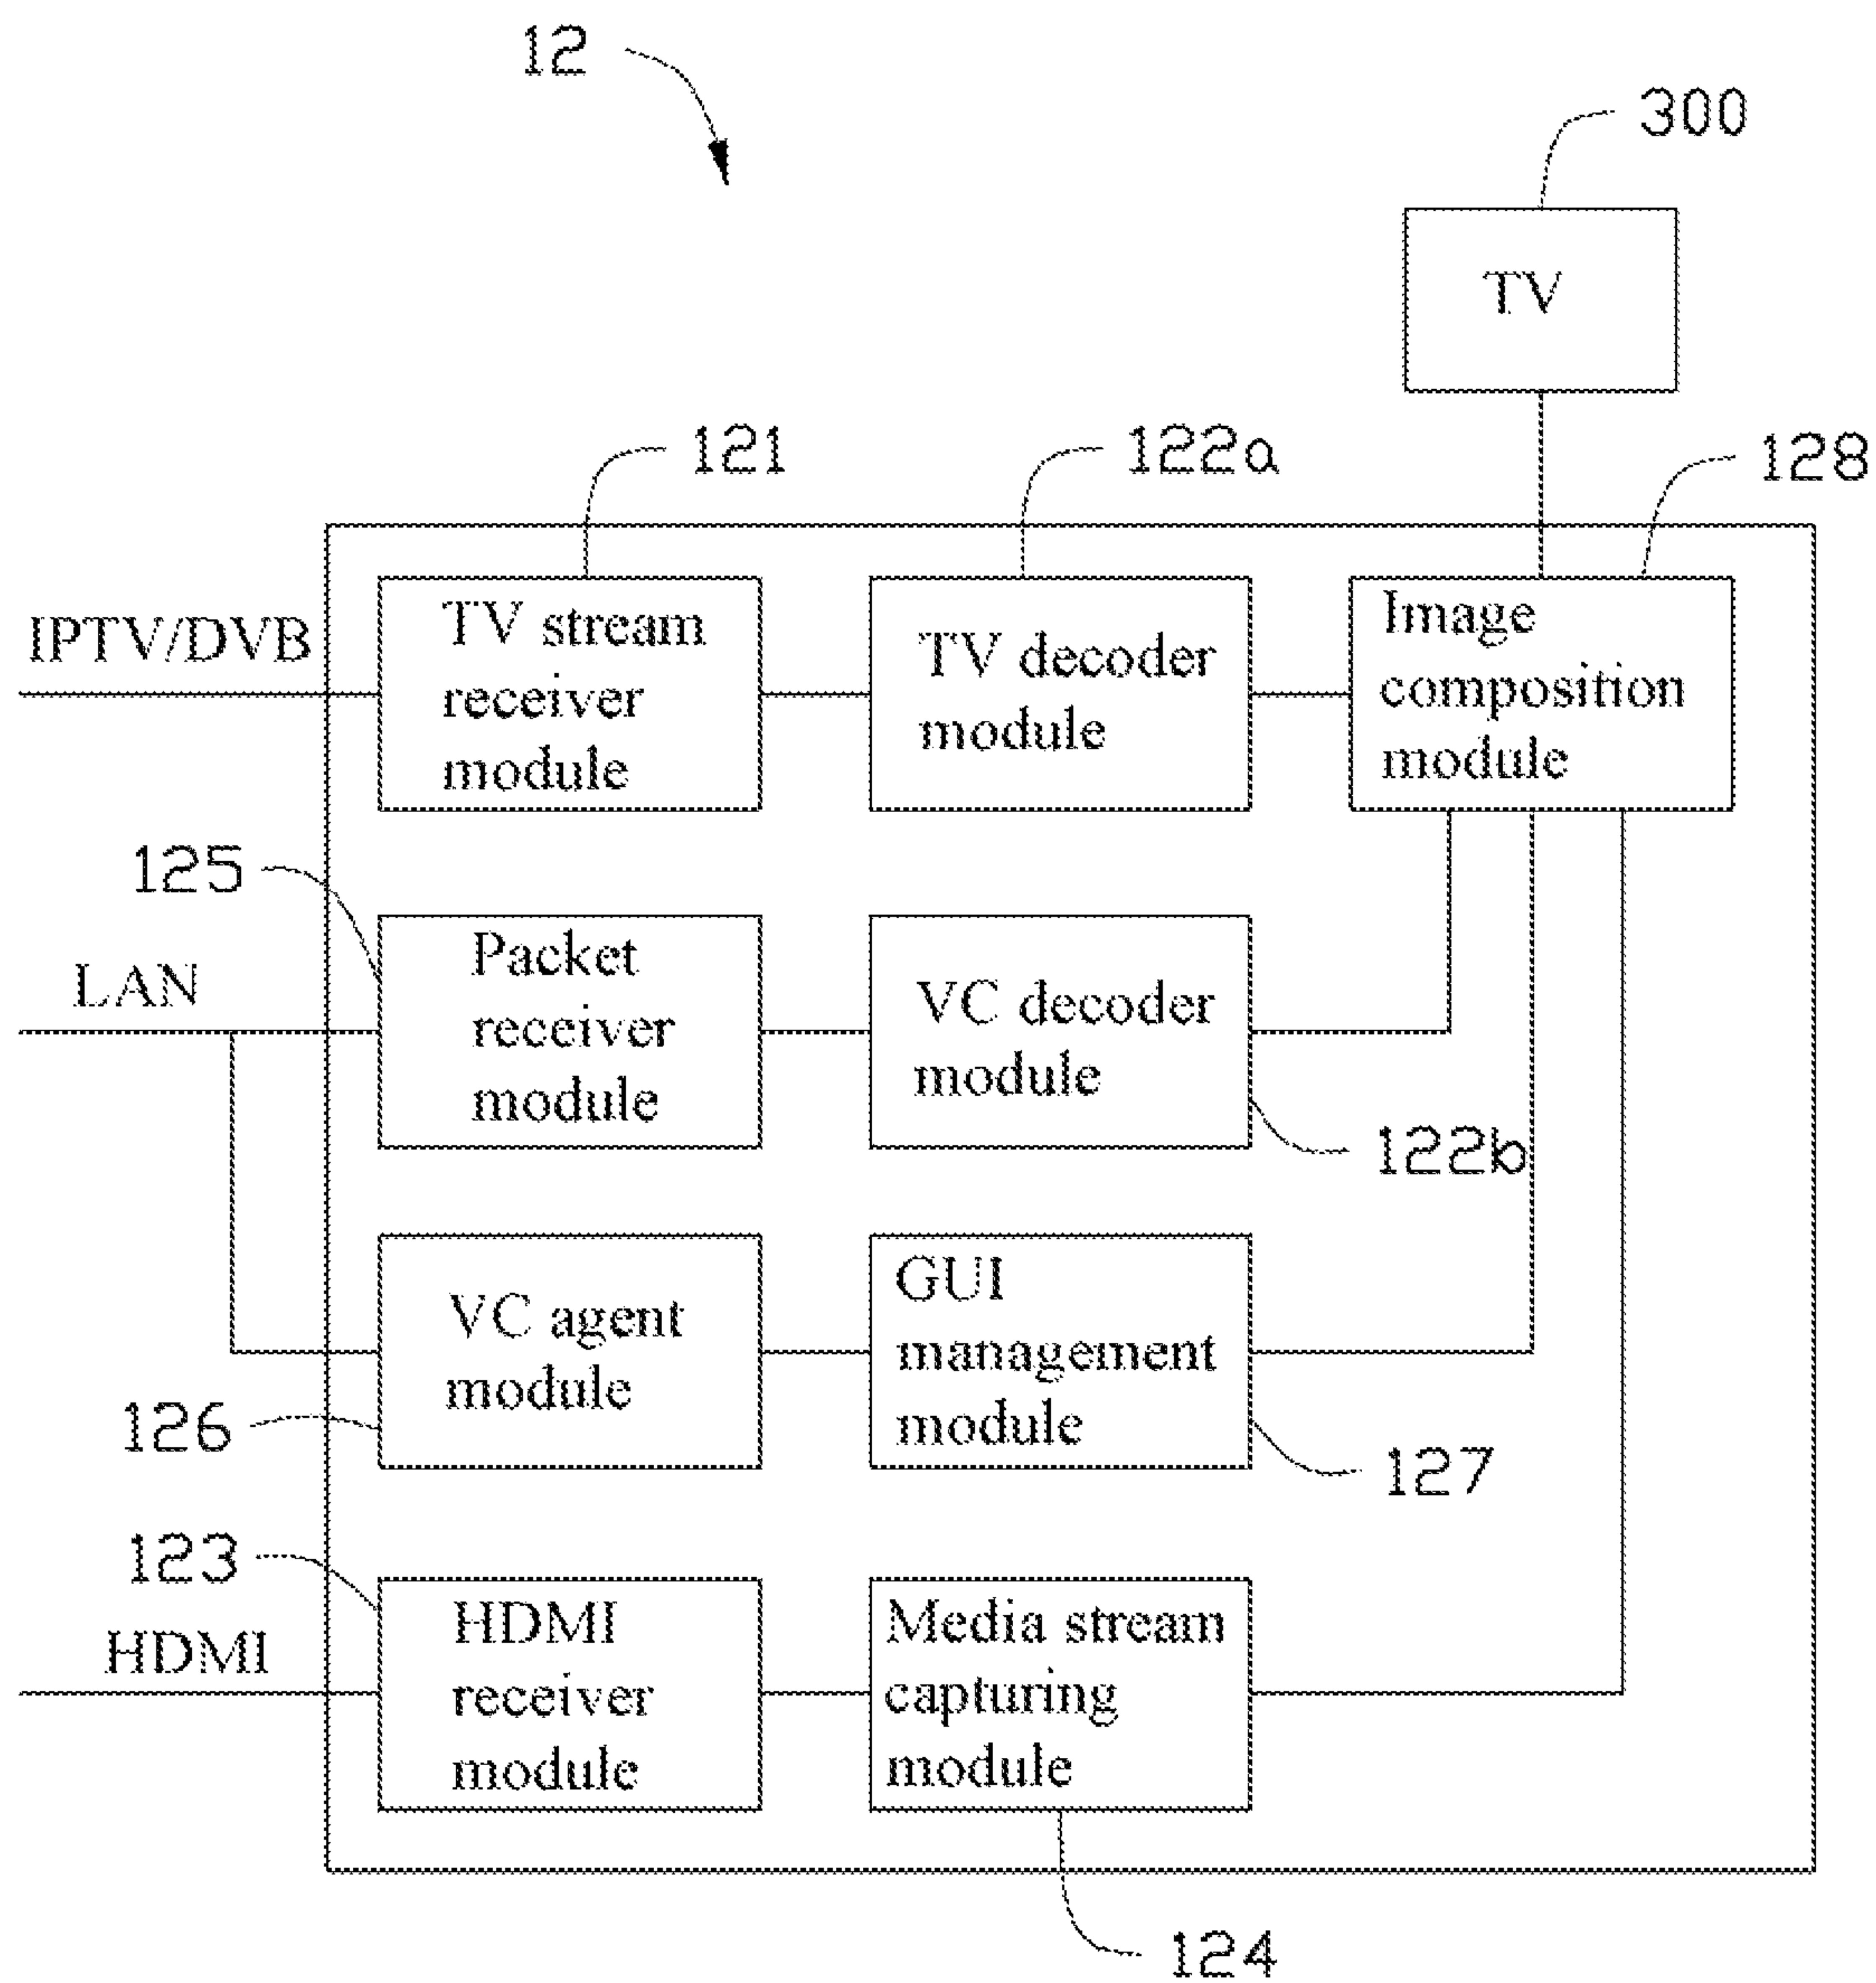 12
300
TV
121
122a
128
IPTV/DVB
TV stream
receiver
module
TV decoder
module
Image
composition
module
125
LAN
Packet
receiver
module
VC decoder
module
122b
VC agent
module
126
GUI
management
module
127
123
HDMI
HDMI
receiver
module
Media stream
capturing
module
124